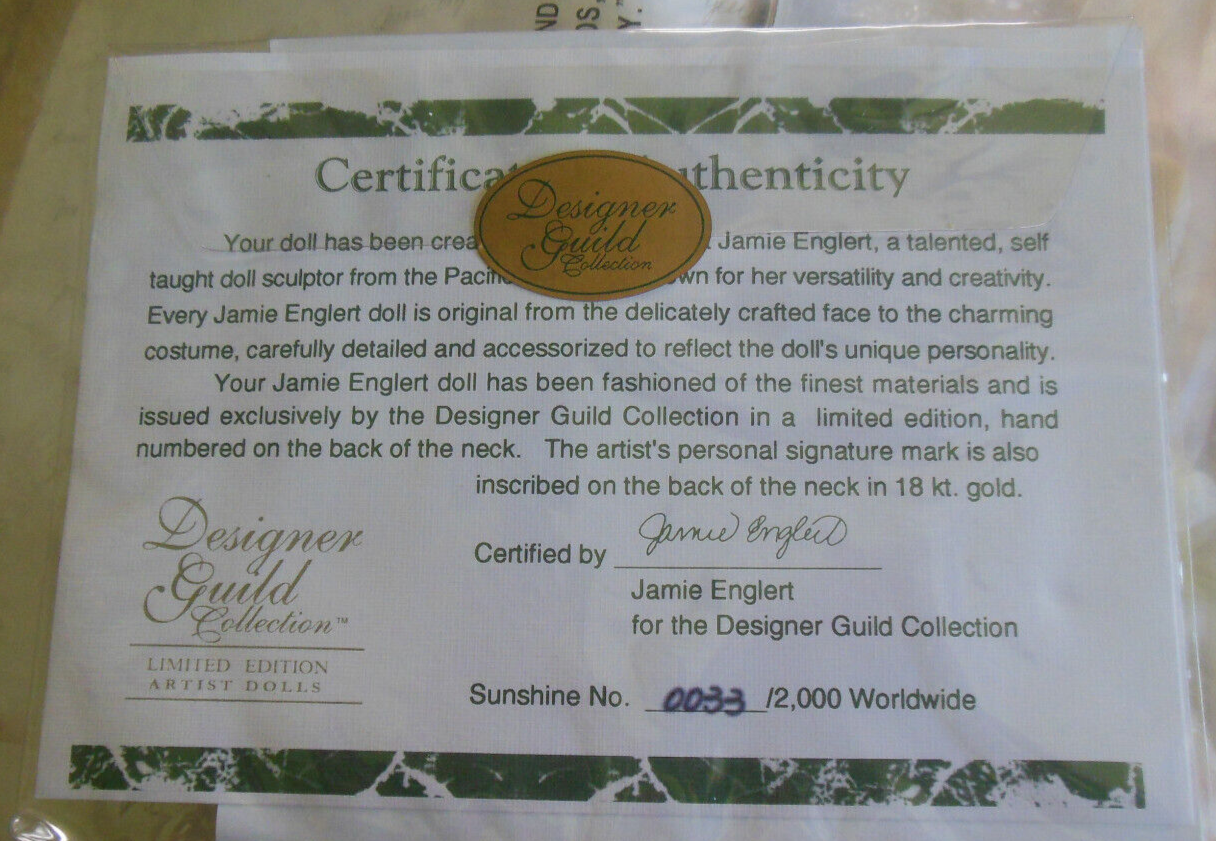 ND
OS,
Y."
Certifica uthenticity
Designer
Guild
Collection
Your doll has been crea Jamie Englert, a talented, self
taught doll sculptor from the Pacific wn for her versatility and creativity.
Every Jamie Englert doll is original from the delicately crafted face to the charming
costume, carefully detailed and accessorized to reflect the doll's unique personality.
Your Jamie Englert doll has been fashioned of the finest materials and is
issued exclusively by the Designer Guild Collection in a limited edition, hand
numbered on the back of the neck. The artist's personal signature mark is also
inscribed on the back of the neck in 18 kt. gold.
Designer
Guild
Collection™
LIMITED EDITION
ARTIST DOLLS
Certified by Jamie Englert
Jamie Englert
for the Designer Guild Collection
Sunshine No. 0033 /2,000 Worldwide